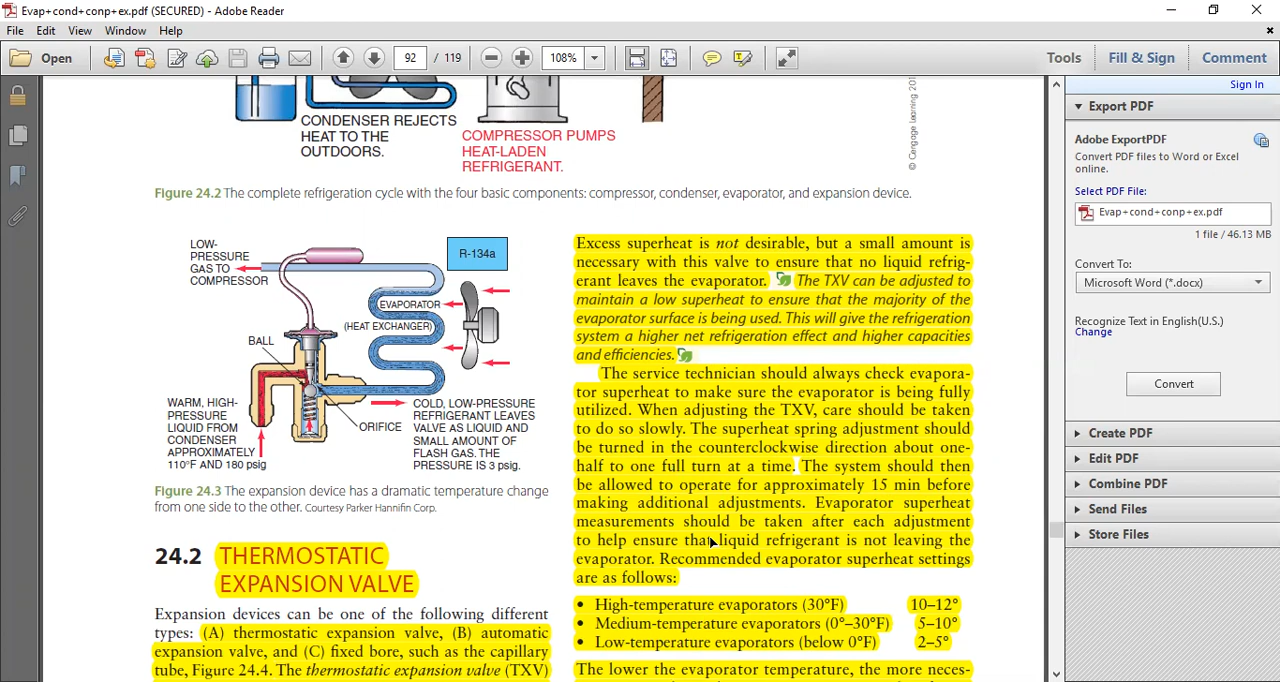 Evap+cond+conp+ex.pdf (SECURED) - Adobe Reader
File Edit View Window Help
Open 92 / 119 108% Tools Fill & Sign Comment
CONDENSER REJECTS
HEAT TO THE
OUTDOORS.
COMPRESSOR PUMPS
HEAT-LADEN
REFRIGERANT.
Figure 24.2 The complete refrigeration cycle with the four basic components: compressor, condenser, evaporator, and expansion device.
LOW-
PRESSURE
GAS TO
COMPRESSOR
R-134a
EVAPORATOR
(HEAT EXCHANGER)
BALL
WARM, HIGH-
PRESSURE
LIQUID FROM
CONDENSER
APPROXIMATELY
110°F AND 180 psig
ORIFICE
COLD, LOW-PRESSURE
REFRIGERANT LEAVES
VALVE AS LIQUID AND
SMALL AMOUNT OF
FLASH GAS. THE
PRESSURE IS 3 psig.
Figure 24.3 The expansion device has a dramatic temperature change
from one side to the other. Courtesy Parker Hannifin Corp.
24.2 THERMOSTATIC
EXPANSION VALVE
Expansion devices can be one of the following different
types: (A) thermostatic expansion valve, (B) automatic
expansion valve, and (C) fixed bore, such as the capillary
tube, Figure 24.4. The thermostatic expansion valve (TXV)
Excess superheat is not desirable, but a small amount is
necessary with this valve to ensure that no liquid refrig-
erant leaves the evaporator. The TXV can be adjusted to
maintain a low superheat to ensure that the majority of the
evaporator surface is being used. This will give the refrigeration
system a higher net refrigeration effect and higher capacities
and efficiencies.
The service technician should always check evapora-
tor superheat to make sure the evaporator is being fully
utilized. When adjusting the TXV, care should be taken
to do so slowly. The superheat spring adjustment should
be turned in the counterclockwise direction about one-
half to one full turn at a time. The system should then
be allowed to operate for approximately 15 min before
making additional adjustments. Evaporator superheat
measurements should be taken after each adjustment
to help ensure that liquid refrigerant is not leaving the
evaporator. Recommended evaporator superheat settings
are as follows:
• High-temperature evaporators (30°F) 10–12°
• Medium-temperature evaporators (0°–30°F) 5–10°
• Low-temperature evaporators (below 0°F) 2–5°
The lower the evaporator temperature, the more neces-
© Cengage Learning 201
Sign In
Export PDF
Adobe ExportPDF
Convert PDF files to Word or Excel
online.
Select PDF File:
Evap+cond+conp+ex.pdf
1 file / 46.13 MB
Convert To:
Microsoft Word (*.docx)
Recognize Text in English(U.S.)
Change
Convert
Create PDF
Edit PDF
Combine PDF
Send Files
Store Files